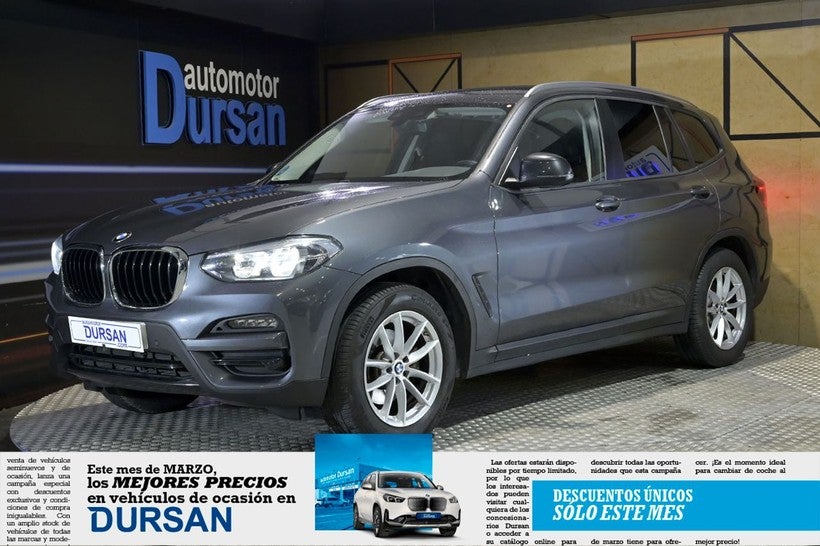 automotor
Dursan
AUTOMOTOR
DURSAN
.com
venta de vehículos
seminuevos y de
ocasión, lanza una
campaña especial
con descuentos
exclusivos y condi-
ciones de compra
inigualables. Con
un amplio stock de
vehículos de todas
las marcas y mode-
Este mes de MARZO,
los MEJORES PRECIOS
en vehículos de ocasión en
DURSAN
automotor Dursan
Las ofertas estarán dispo-
nibles por tiempo limitado,
por lo que
los interesa-
dos pueden
visitar cual-
quiera de los
concesiona-
rios Dursan
o acceder a
su catálogo
online para
descubrir todas las oportu-
nidades que esta campaña
de marzo tiene para ofre-
cer. ¡Es el momento ideal
para cambiar de coche al
mejor precio!
DESCUENTOS ÚNICOS
SÓLO ESTE MES